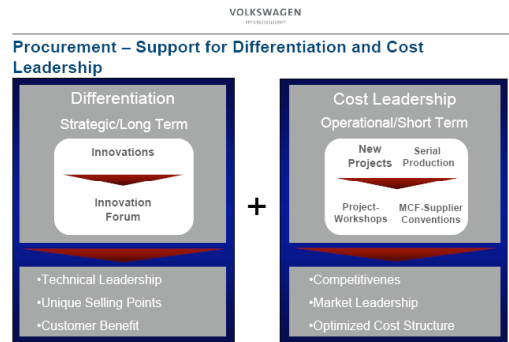 VOLKSWAGEN
AKTIENGESELLSCHAFT
Procurement – Support for Differentiation and Cost
Leadership
Differentiation
Strategic/Long Term
Innovations
Innovation
Forum
•Technical Leadership
•Unique Selling Points
•Customer Benefit
+
Cost Leadership
Operational/Short Term
New
Projects
Serial
Production
Project-
Workshops
MCF-Supplier
Conventions
•Competitivenes
•Market Leadership
•Optimized Cost Structure